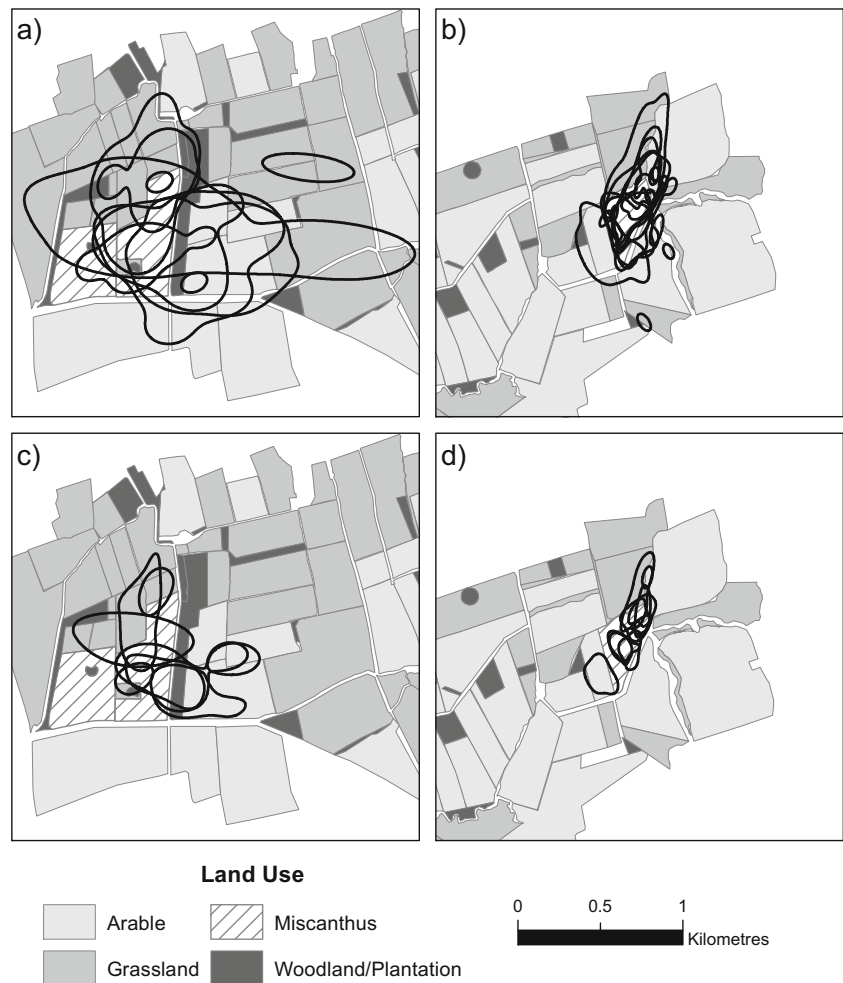 a)
b)
c)
d)
Land Use
Arable
Miscanthus
Grassland
Woodland/Plantation
0 0.5 1
Kilometres